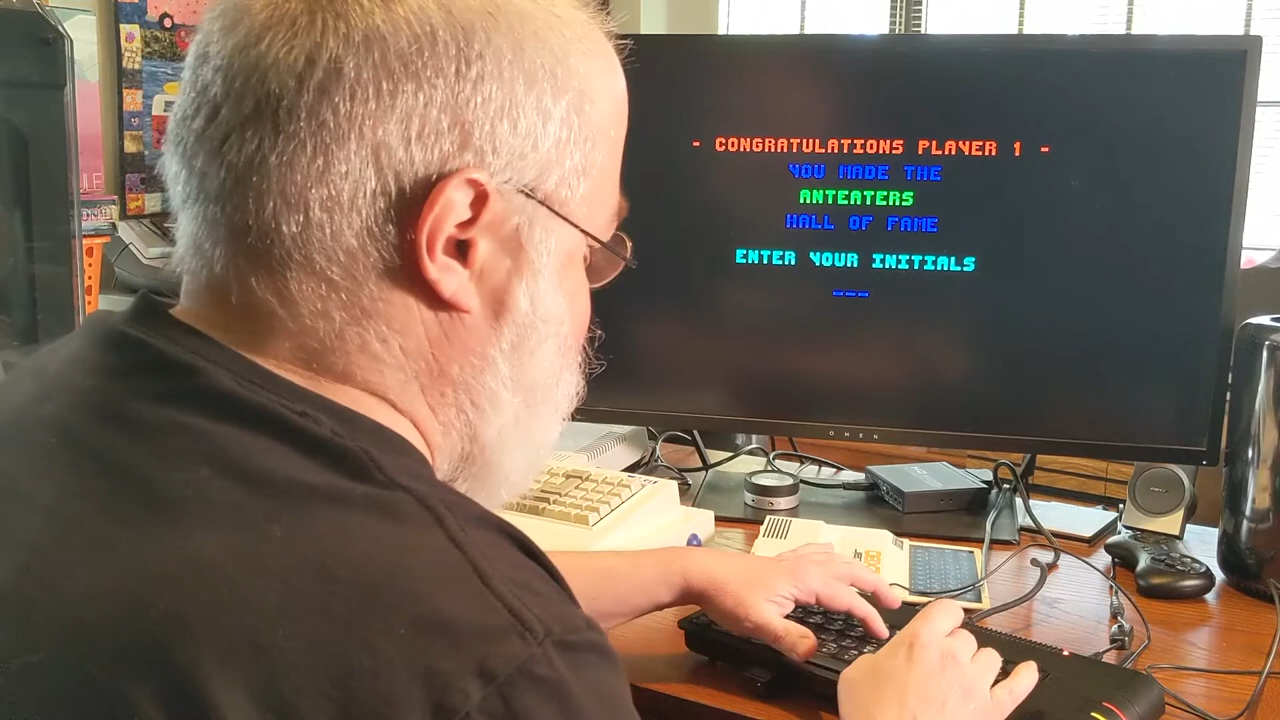 - CONGRATULATIONS PLAYER 1 -
YOU MADE THE
ANTEATERS
HALL OF FAME
ENTER YOUR INITIALS
OMEN